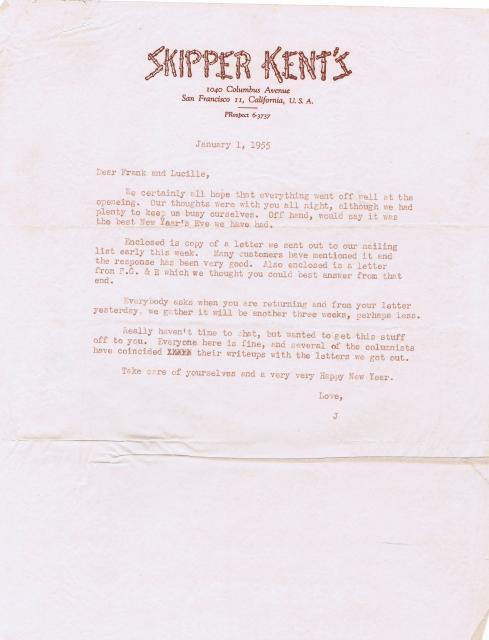 SKIPPER KENT'S
1040 Columbus Avenue
San Francisco 11, California, U. S. A.
PRospect 6-3737
January 1, 1955
Dear Frank and Lucille,
We certainly all hope that everything went off well at the
openeing. Our thoughts were with you all night, although we had
plenty to keep us busy ourselves. Off hand, would say it was
the best New Year's Eve we have had.
Enclosed is copy of a letter we sent out to our mailing
list early this week. Many customers have mentioned it and
the response has been very good. Also enclosed is a letter
from P.G. & E which we thought you could best answer from that
end.
Everybody asks when you are returning and from your letter
yesterday, we gather it will be another three weeks, perhaps less.
Really haven't time to chat, but wanted to get this stuff
off to you. Everyone here is fine, and several of the columnists
have coincided their writeups with the letters we got out.
Take care of yourselves and a very very Happy New Year.
Love,
J